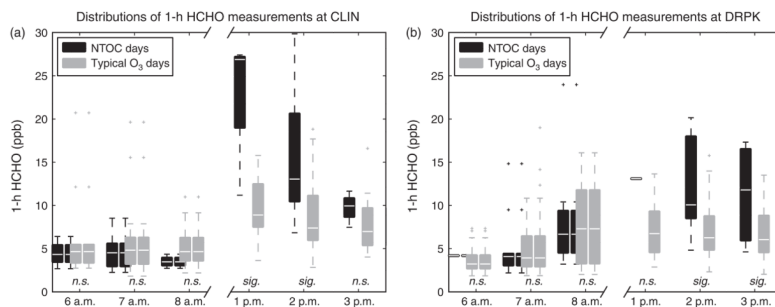 Distributions of 1-h HCHO measurements at CLIN
(a)
NTOC days
Typical O₃ days
1-h HCHO (ppb)
30
25
20
15
10
5
0
n.s. n.s. n.s. sig. sig. n.s.
6 a.m. 7 a.m. 8 a.m. 1 p.m. 2 p.m. 3 p.m.
Distributions of 1-h HCHO measurements at DRPK
(b)
NTOC days
Typical O₃ days
1-h HCHO (ppb)
30
25
20
15
10
5
0
n.s. n.s. n.s. n.s. sig. sig.
6 a.m. 7 a.m. 8 a.m. 1 p.m. 2 p.m. 3 p.m.